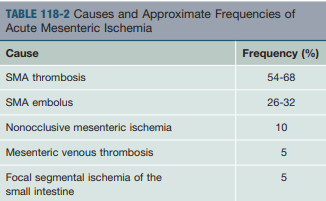 TABLE 118-2 Causes and Approximate Frequencies of
Acute Mesenteric Ischemia
Cause Frequency (%)
SMA thrombosis 54-68
SMA embolus 26-32
Nonocclusive mesenteric ischemia 10
Mesenteric venous thrombosis 5
Focal segmental ischemia of the 5
small intestine